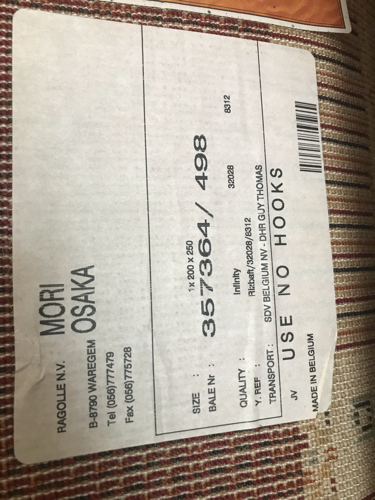 RAGOLLE N.V.
MORI
B-8790 WAREGEM OSAKA
Tel (056)777479
Fax (056)775728
SIZE : 1x 200 x 250
BALE Nr : 357364/ 498
32028 8312
QUALITY : Infinity
Y. REF : Rizbaft/32028/8312
TRANSPORT : SDV BELGIUM NV - DHR GUY THOMAS
USE NO HOOKS
JV
MADE IN BELGIUM